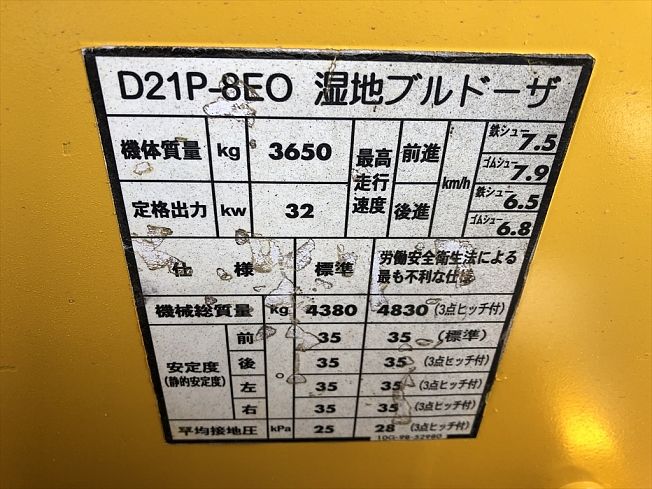 D21P-8E0 湿地ブルドーザ
機体質量 kg 3650 最高走行速度 前進 km/h 鉄シュー 7.5
ゴムシュー 7.9
定格出力 kw 32 後進 鉄シュー 6.5
ゴムシュー 6.8
仕様 標準 労働安全衛生法による
最も不利な仕様
機械総質量 kg 4380 4830 (3点ヒッチ付)
安定度 (静的安定度) 前 ° 35 35 (標準)
後 35 35 (3点ヒッチ付)
左 35 35 (3点ヒッチ付)
右 35 35 (3点ヒッチ付)
平均接地圧 kPa 25 28 (3点ヒッチ付)
10G-98-52980